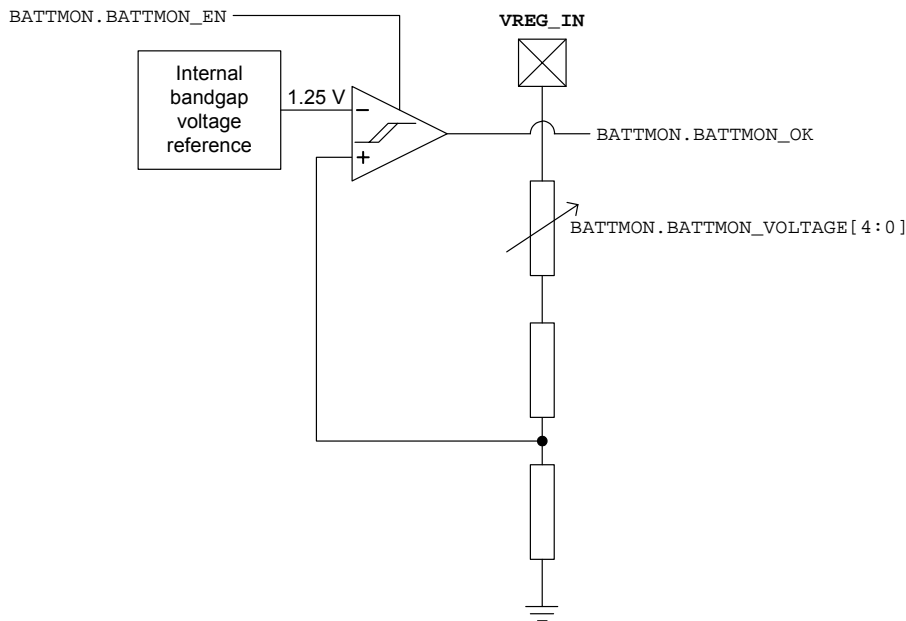 BATTMON.BATTMON_EN
VREG_IN
Internal
bandgap
voltage
reference
1.25 V
−
+
BATTMON.BATTMON_OK
BATTMON.BATTMON_VOLTAGE[4:0]